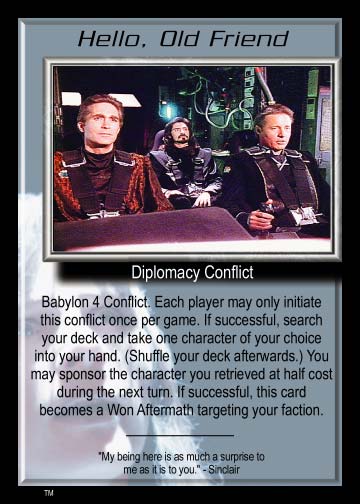 Hello, Old Friend
Diplomacy Conflict
Babylon 4 Conflict. Each player may only initiate
this conflict once per game. If successful, search
your deck and take one character of your choice
into your hand. (Shuffle your deck afterwards.) You
may sponsor the character you retrieved at half cost
during the next turn. If successful, this card
becomes a Won Aftermath targeting your faction.
"My being here is as much a surprise to
me as it is to you." - Sinclair
TM